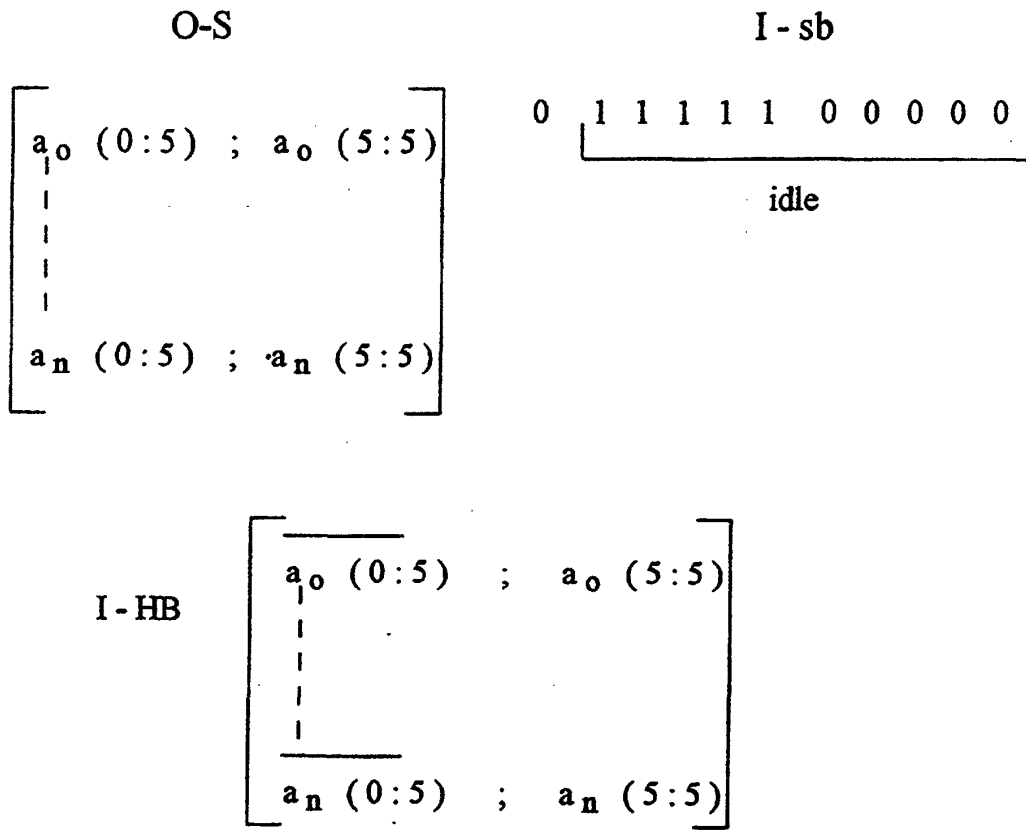 O-S
I - sb
0 1 1 1 1 1 0 0 0 0 0
idle
a₀ (0:5) ; a₀ (5:5)
aₙ (0:5) ; aₙ (5:5)
I - HB
a₀ (0:5) ; a₀ (5:5)
aₙ (0:5) ; aₙ (5:5)